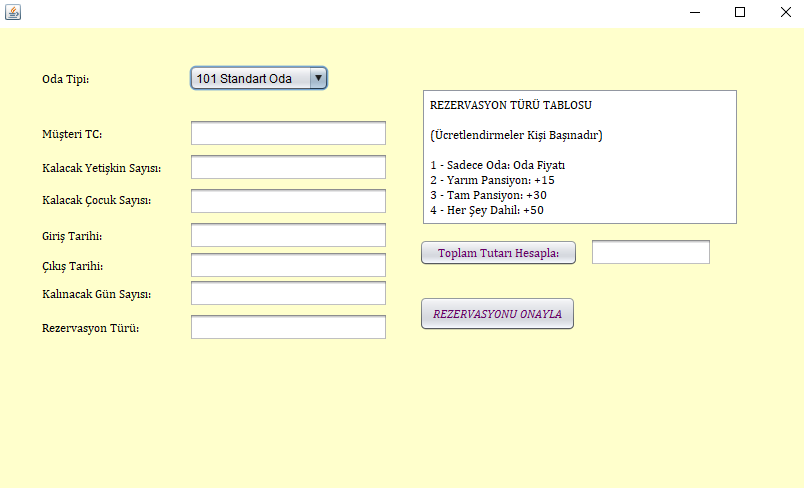 Oda Tipi:
101 Standart Oda
Müşteri TC:
Kalacak Yetişkin Sayısı:
Kalacak Çocuk Sayısı:
Giriş Tarihi:
Çıkış Tarihi:
Kalınacak Gün Sayısı:
Rezervasyon Türü:
REZERVASYON TÜRÜ TABLOSU
(Ücretlendirmeler Kişi Başınadır)
1 - Sadece Oda: Oda Fiyatı
2 - Yarım Pansiyon: +15
3 - Tam Pansiyon: +30
4 - Her Şey Dahil: +50
Toplam Tutarı Hesapla:
REZERVASYONU ONAYLA